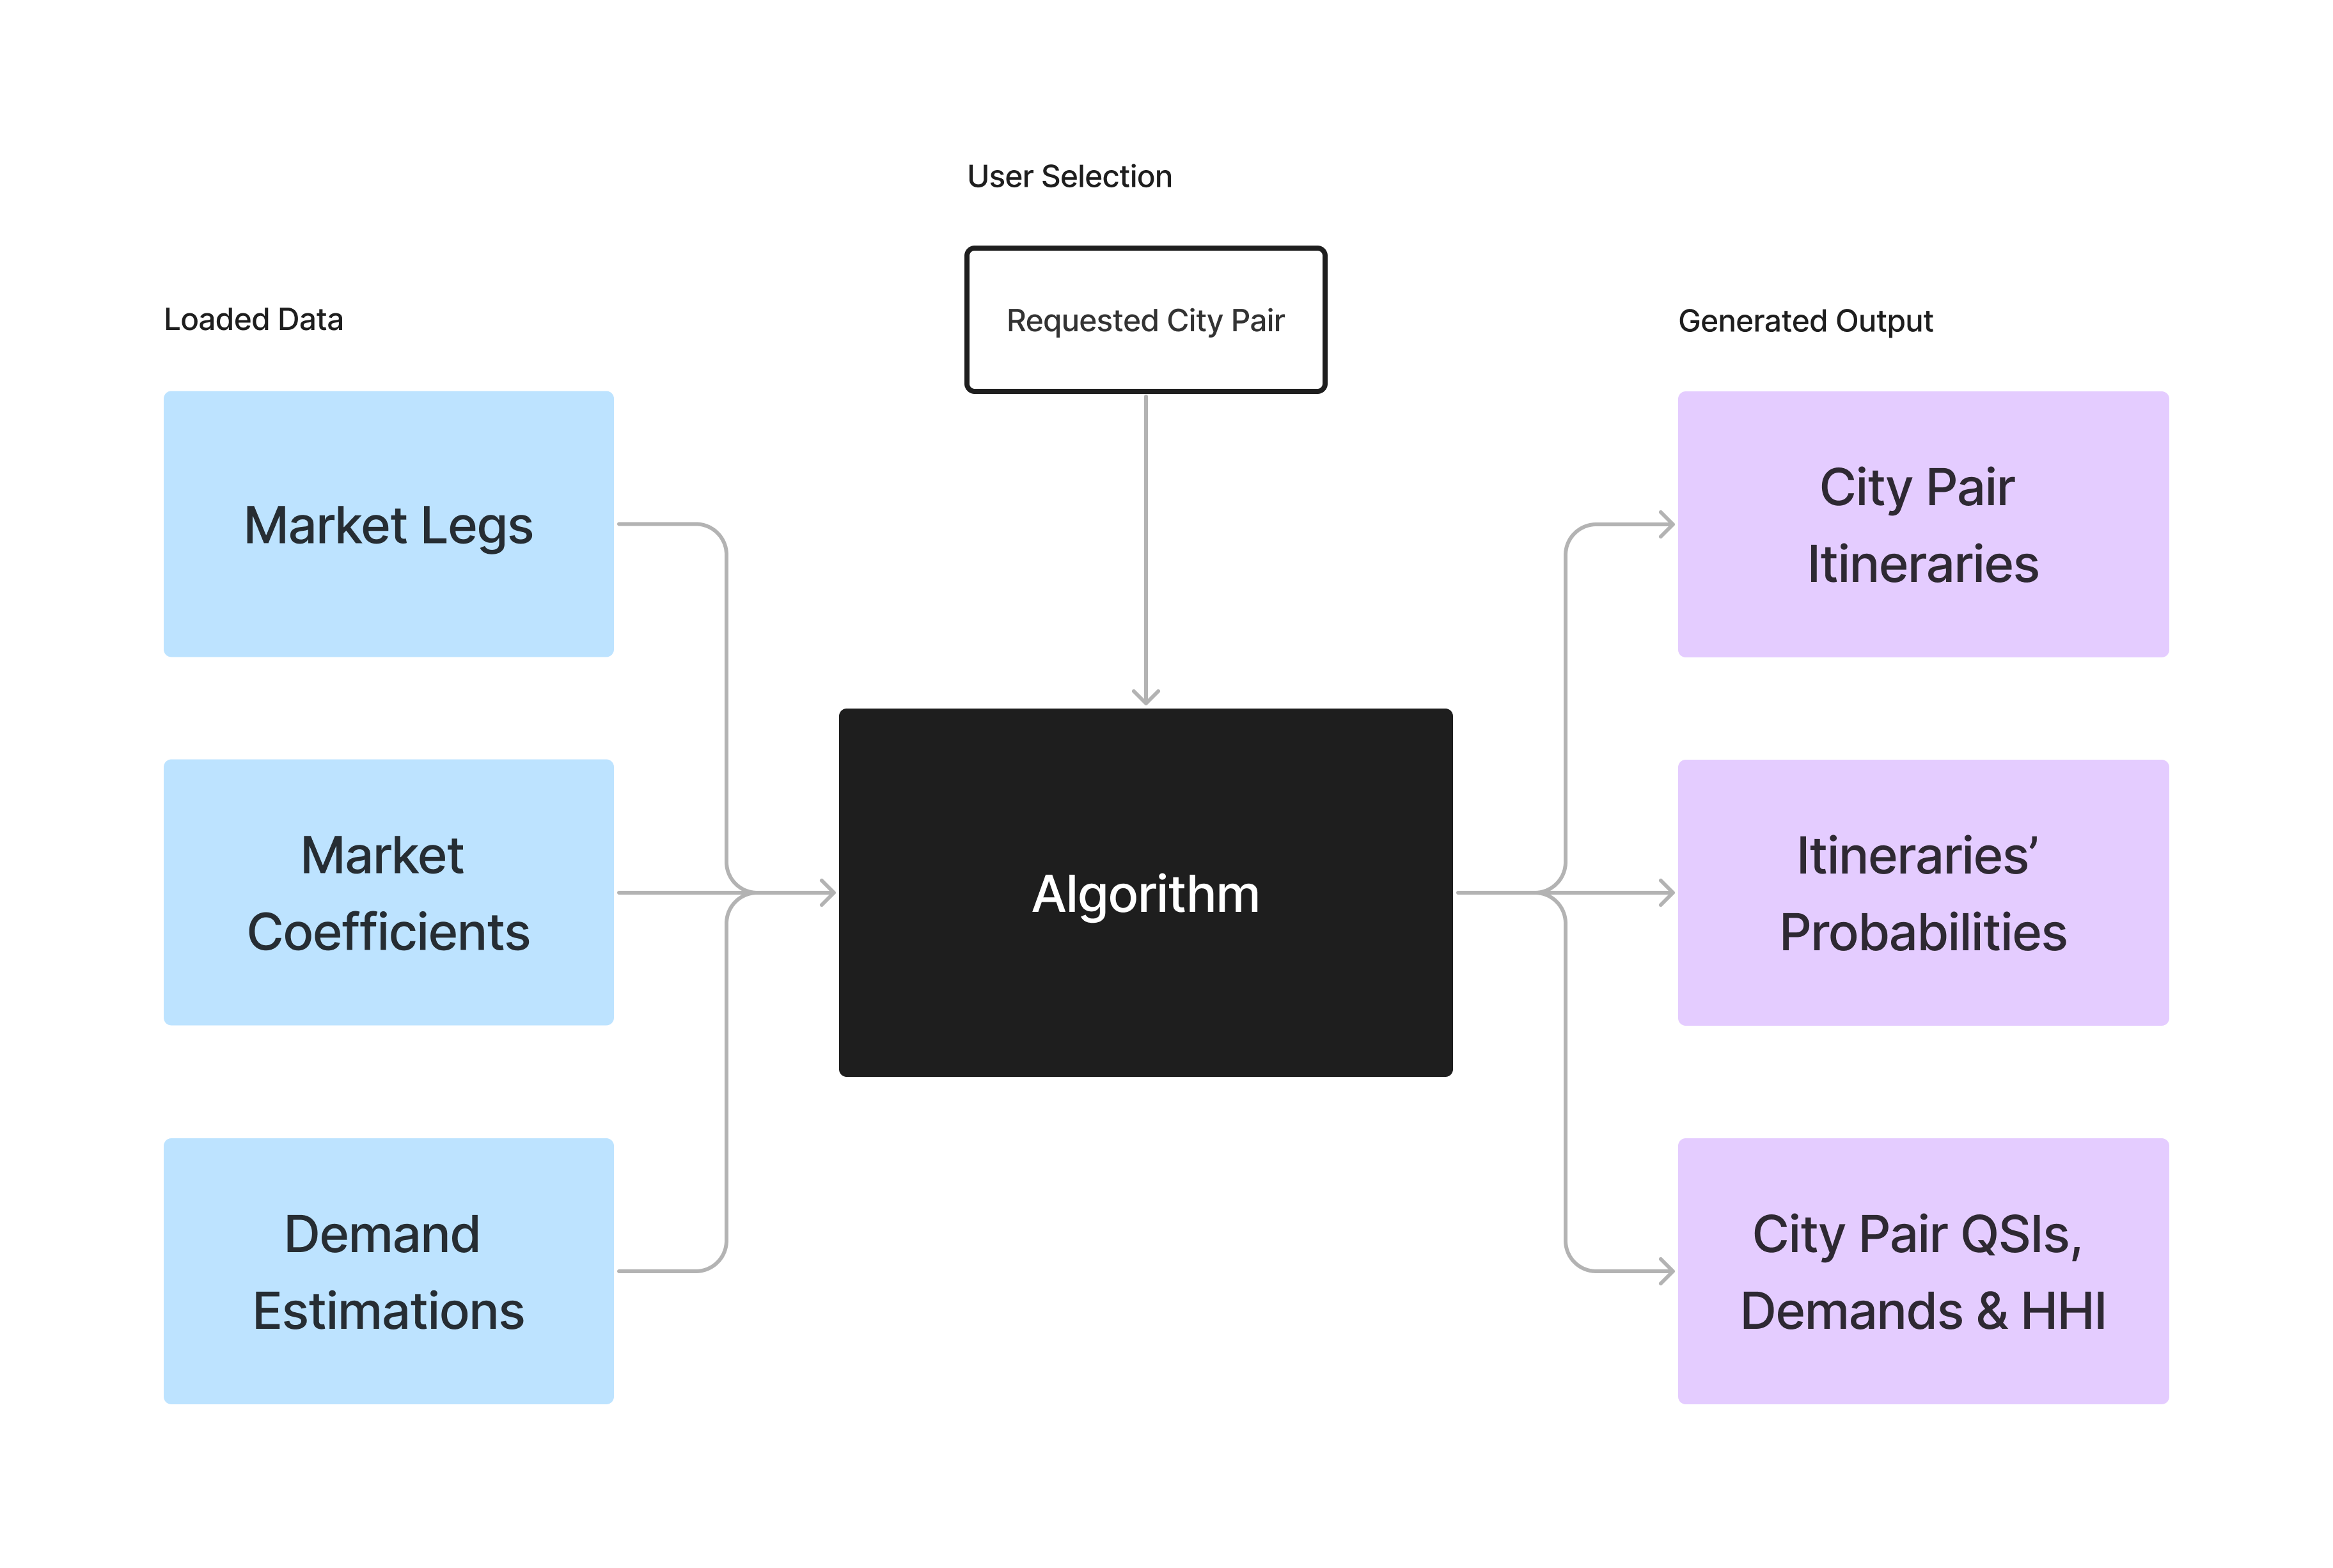 User Selection
Requested City Pair
Loaded Data
Market Legs
Market
Coefficients
Demand
Estimations
Algorithm
Generated Output
City Pair
Itineraries
Itineraries’
Probabilities
City Pair QSIs,
Demands & HHI